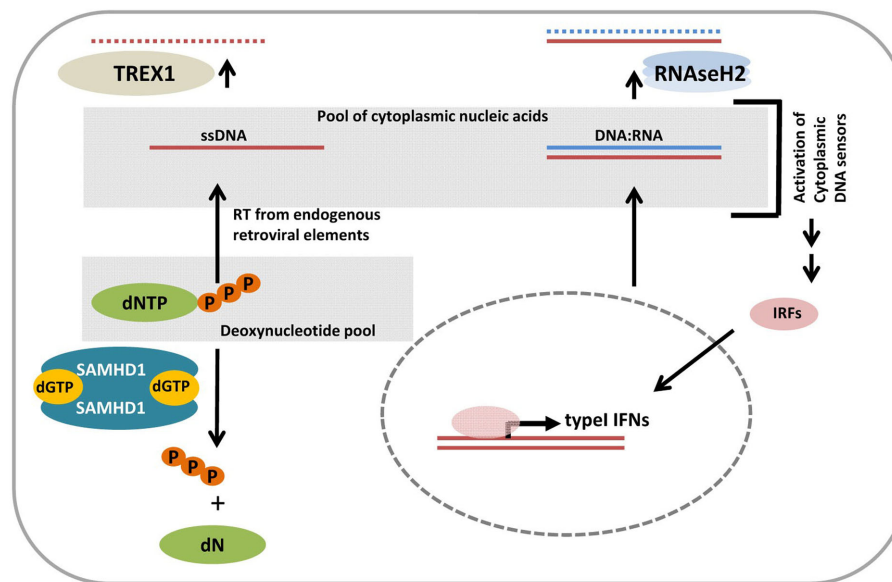 TREX1
RNAseH2
Pool of cytoplasmic nucleic acids
ssDNA
DNA:RNA
Activation of
Cytoplasmic
DNA sensors
RT from endogenous
retroviral elements
dNTP
P
P
P
Deoxynucleotide pool
IRFs
SAMHD1
dGTP
dGTP
SAMHD1
typeI IFNs
P
P
P
+
dN